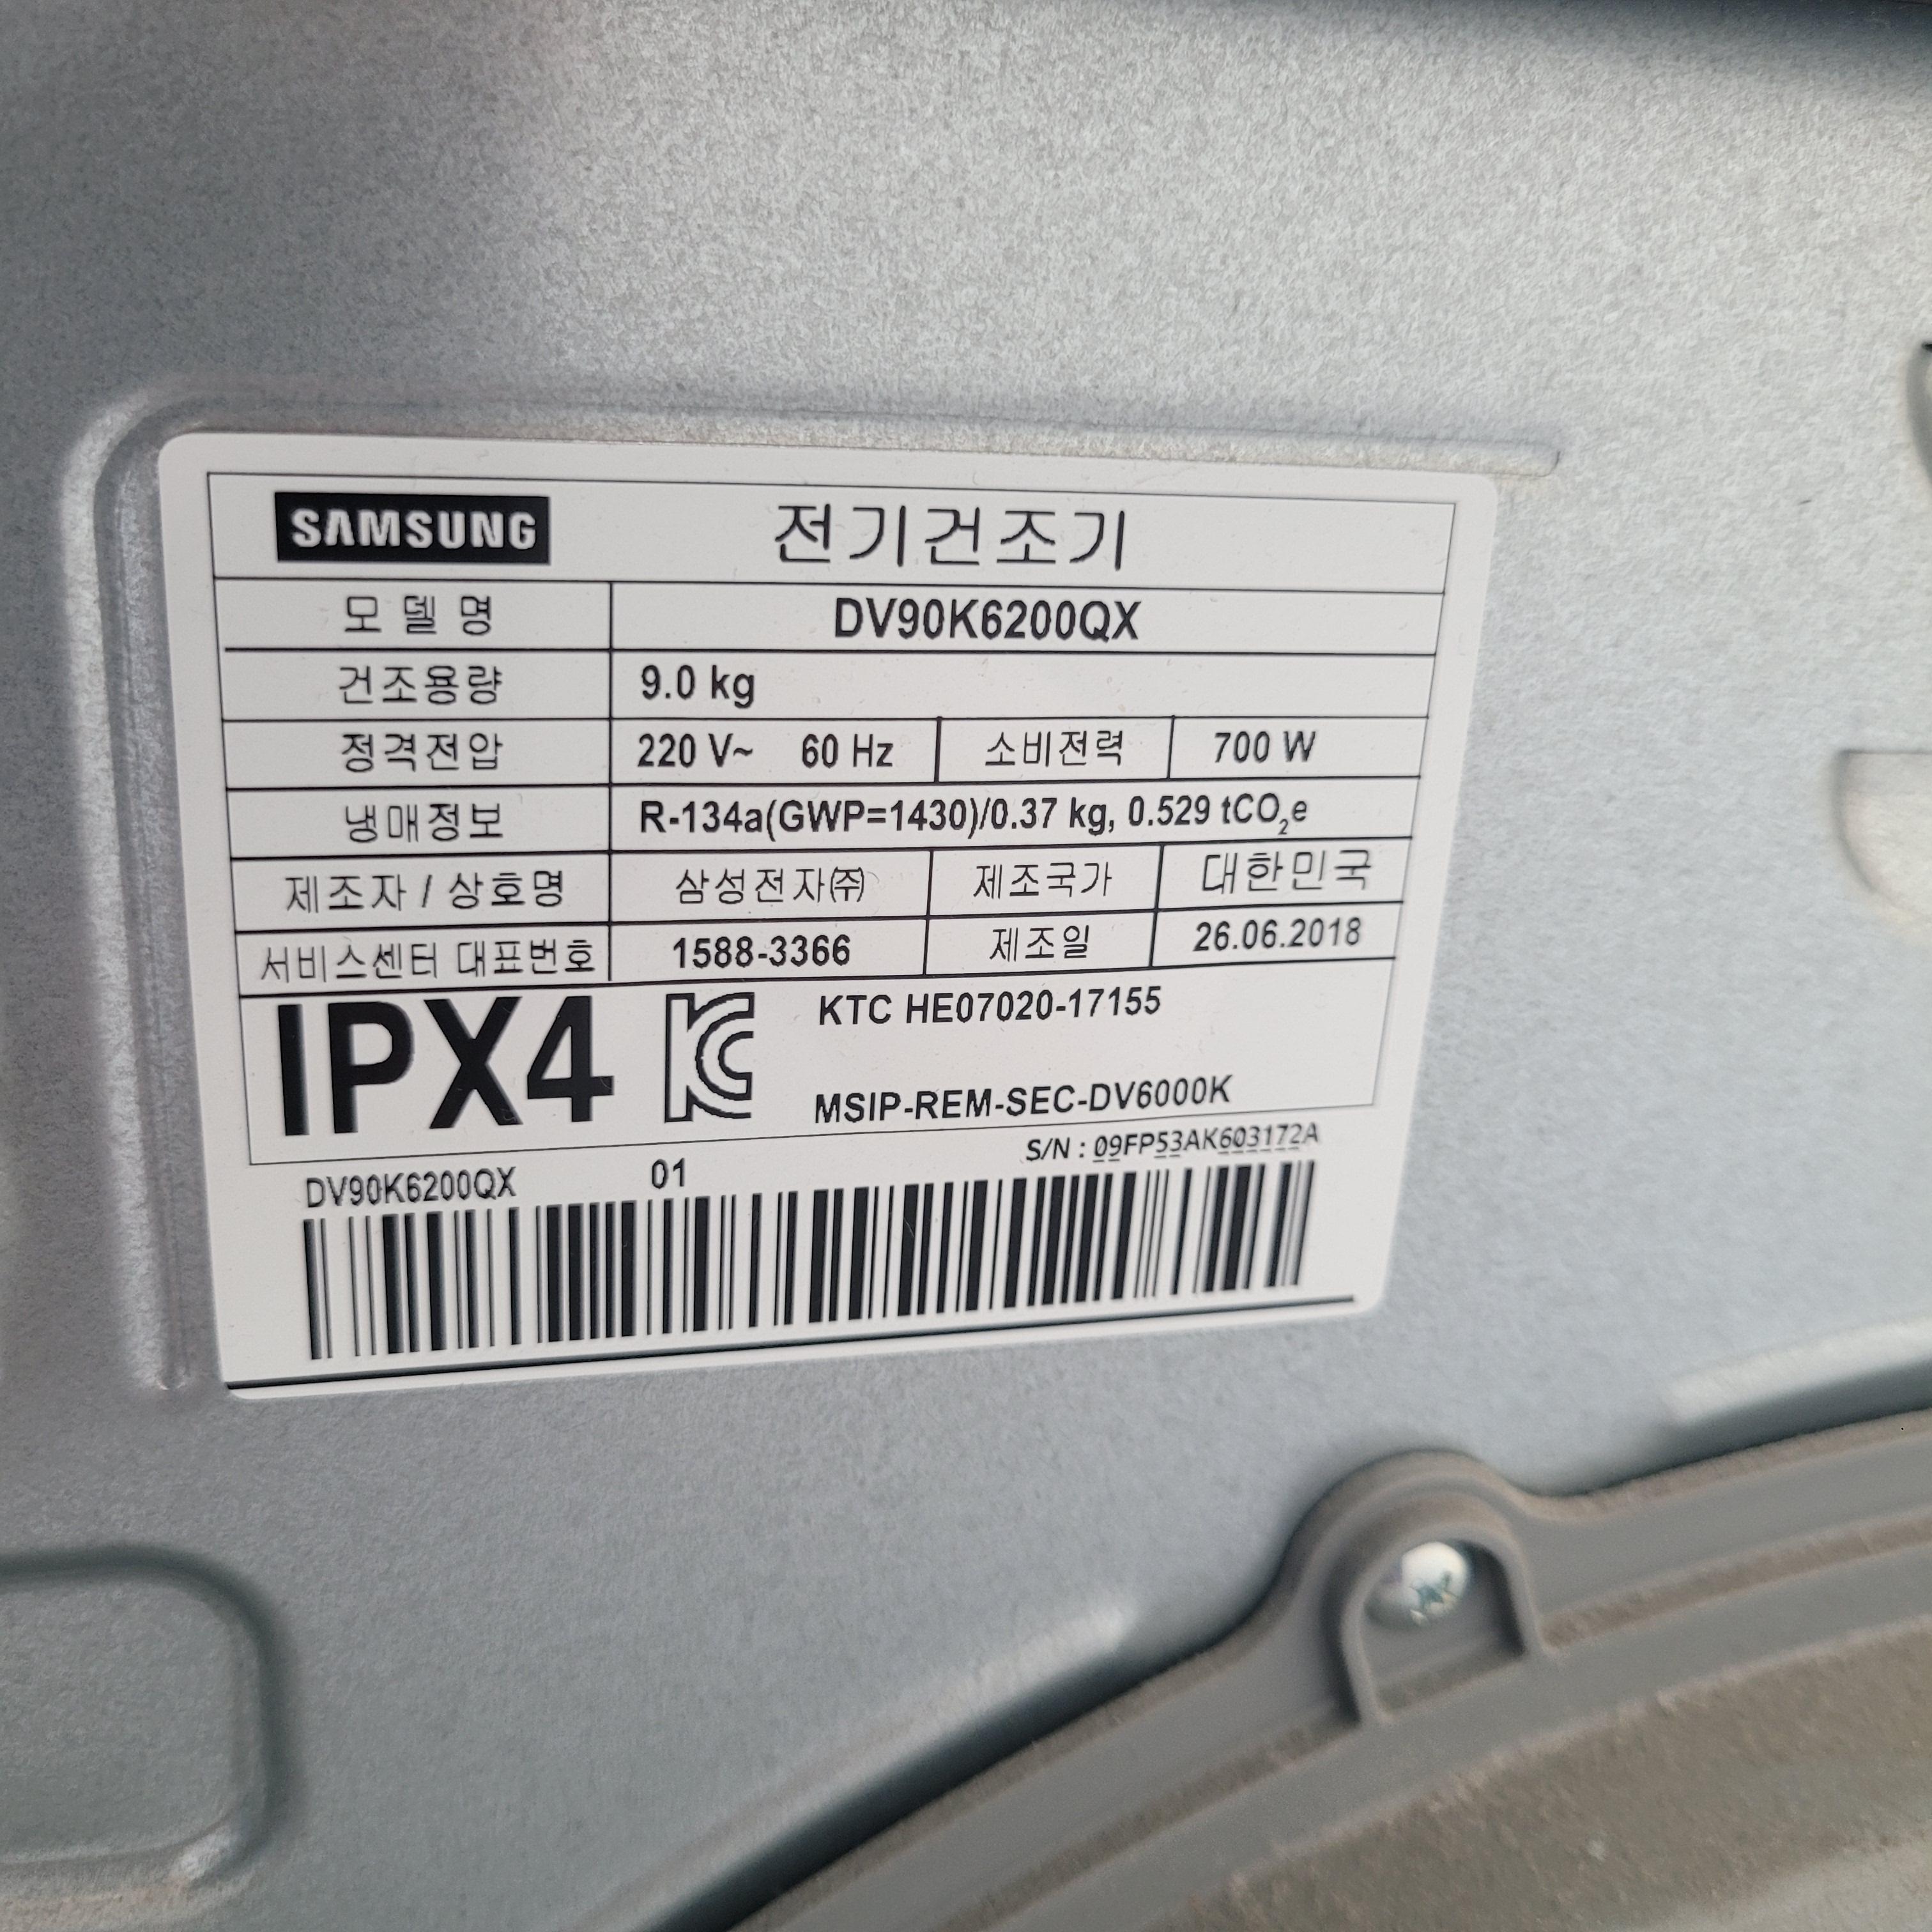 SAMSUNG 전기건조기
모델명 DV90K6200QX
건조용량 9.0 kg
정격전압 220 V~ 60 Hz 소비전력 700 W
냉매정보 R-134a(GWP=1430)/0.37 kg, 0.529 tCO₂e
제조자 / 상호명 삼성전자㈜ 제조국가 대한민국
서비스센터 대표번호 1588-3366 제조일 26.06.2018
IPX4 KC KTC HE07020-17155
MSIP-REM-SEC-DV6000K
S/N : 09FP53AK603172A
DV90K6200QX 01